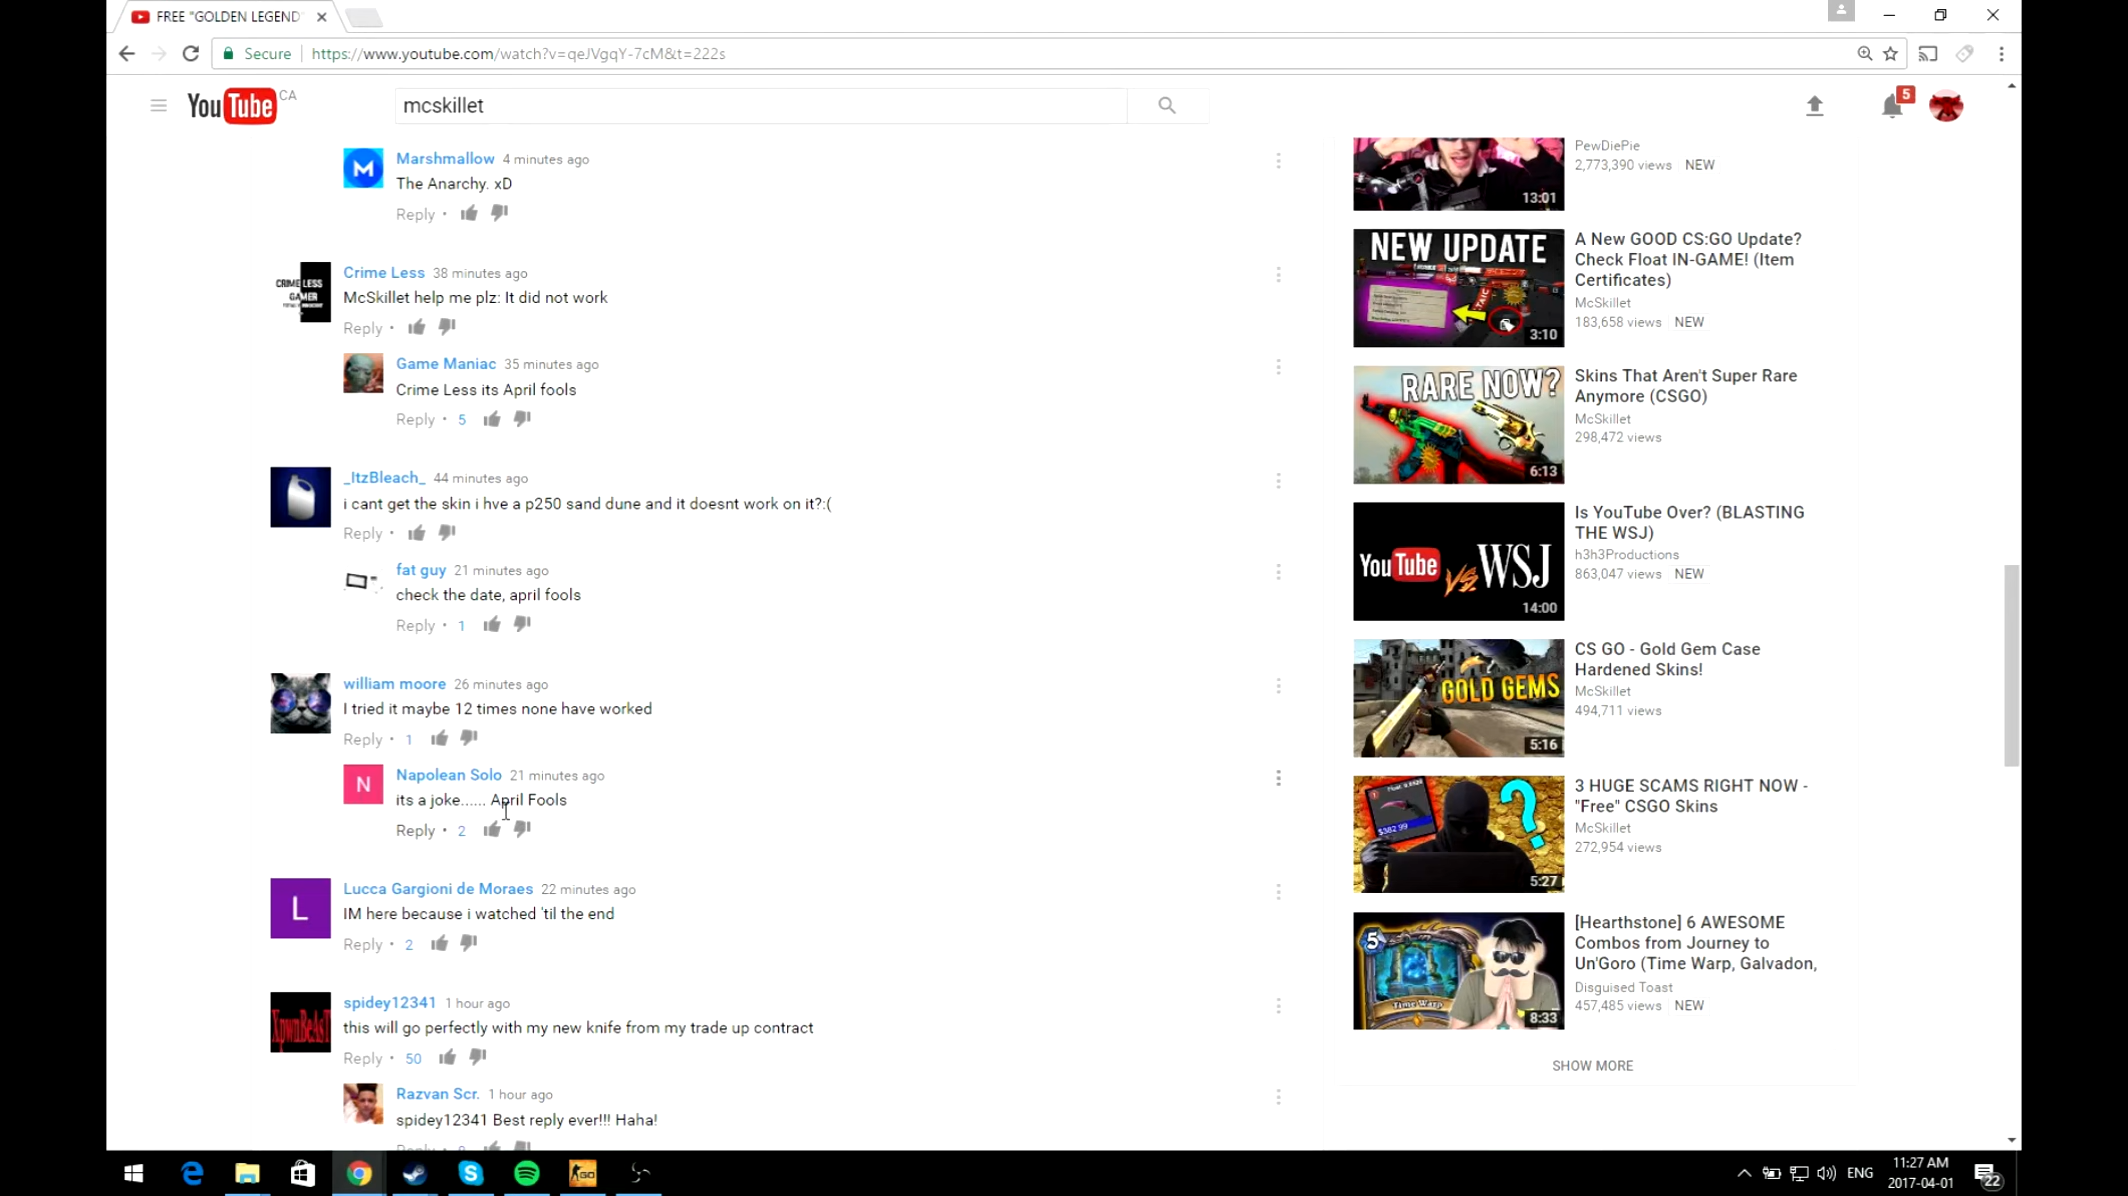 FREE "GOLDEN LEGEND
Secure https://www.youtube.com/watch?v=qeJVgqY-7cM&t=222s
YouTube CA
mcskillet
5
Marshmallow 4 minutes ago
The Anarchy. xD
Reply •
Crime Less 38 minutes ago
McSkillet help me plz: It did not work
Reply •
CRIME LESS
GAMER
Game Maniac 35 minutes ago
Crime Less its April fools
Reply • 5
_ItzBleach_ 44 minutes ago
i cant get the skin i hve a p250 sand dune and it doesnt work on it?:(
Reply •
fat guy 21 minutes ago
check the date, april fools
Reply • 1
william moore 26 minutes ago
I tried it maybe 12 times none have worked
Reply • 1
N
Napolean Solo 21 minutes ago
its a joke...... April Fools
Reply • 2
L
Lucca Gargioni de Moraes 22 minutes ago
IM here because i watched 'til the end
Reply • 2
XpwnBeAsT
spidey12341 1 hour ago
this will go perfectly with my new knife from my trade up contract
Reply • 50
Razvan Scr. 1 hour ago
spidey12341 Best reply ever!!! Haha!
PewDiePie
2,773,390 views NEW
13:01
NEW UPDATE
3:10
A New GOOD CS:GO Update?
Check Float IN-GAME! (Item
Certificates)
McSkillet
183,658 views NEW
RARE NOW?
6:13
Skins That Aren't Super Rare
Anymore (CSGO)
McSkillet
298,472 views
YouTube VS. WSJ
14:00
Is YouTube Over? (BLASTING
THE WSJ)
h3h3Productions
863,047 views NEW
GOLD GEMS
5:16
CS GO - Gold Gem Case
Hardened Skins!
McSkillet
494,711 views
$382.99
?
5:27
3 HUGE SCAMS RIGHT NOW -
"Free" CSGO Skins
McSkillet
272,954 views
5
Time Warp
8:33
[Hearthstone] 6 AWESOME
Combos from Journey to
Un'Goro (Time Warp, Galvadon,
Disguised Toast
457,485 views NEW
SHOW MORE
GO
ENG
11:27 AM
2017-04-01
22